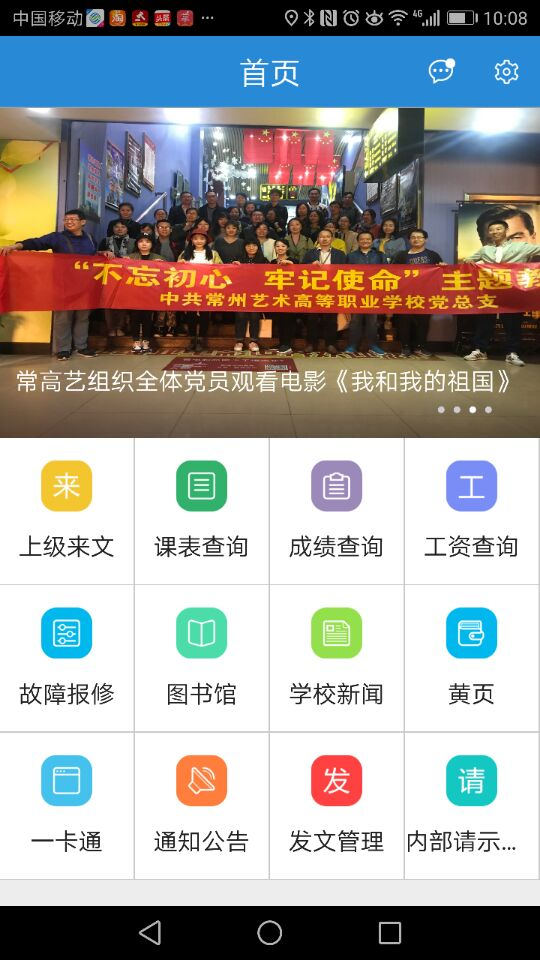 中国移动
4G
10:08
首页
“不忘初心 牢记使命”主题教
中共常州艺术高等职业学校党总支
常高艺组织全体党员观看电影《我和我的祖国》
来
工
上级来文
课表查询
成绩查询
工资查询
故障报修
图书馆
学校新闻
黄页
发
请
一卡通
通知公告
发文管理
内部请示...